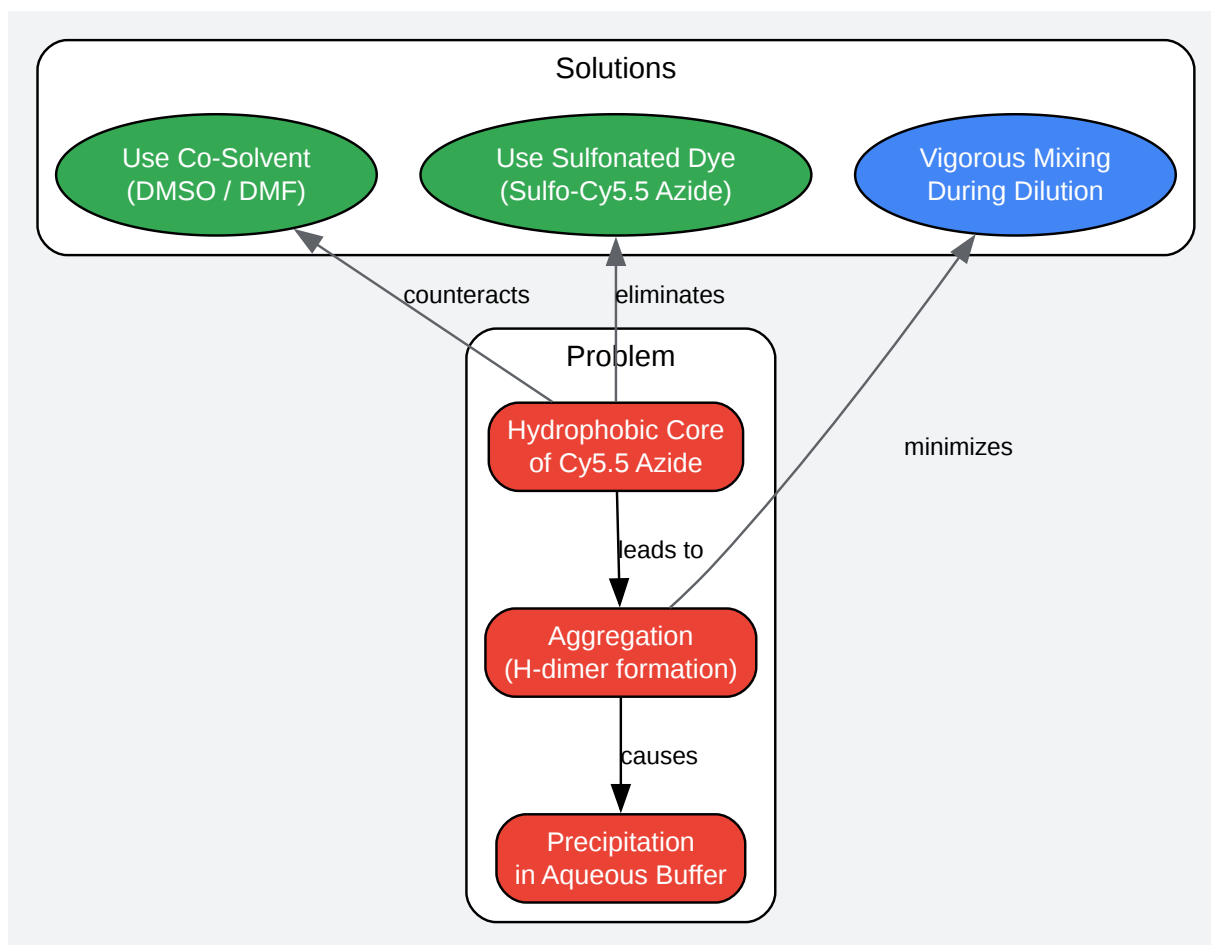 Solutions
Use Co-Solvent
(DMSO / DMF)
Use Sulfonated Dye
(Sulfo-Cy5.5 Azide)
Vigorous Mixing
During Dilution
counteracts
eliminates
Problem
Hydrophobic Core
of Cy5.5 Azide
minimizes
leads to
Aggregation
(H-dimer formation)
causes
Precipitation
in Aqueous Buffer